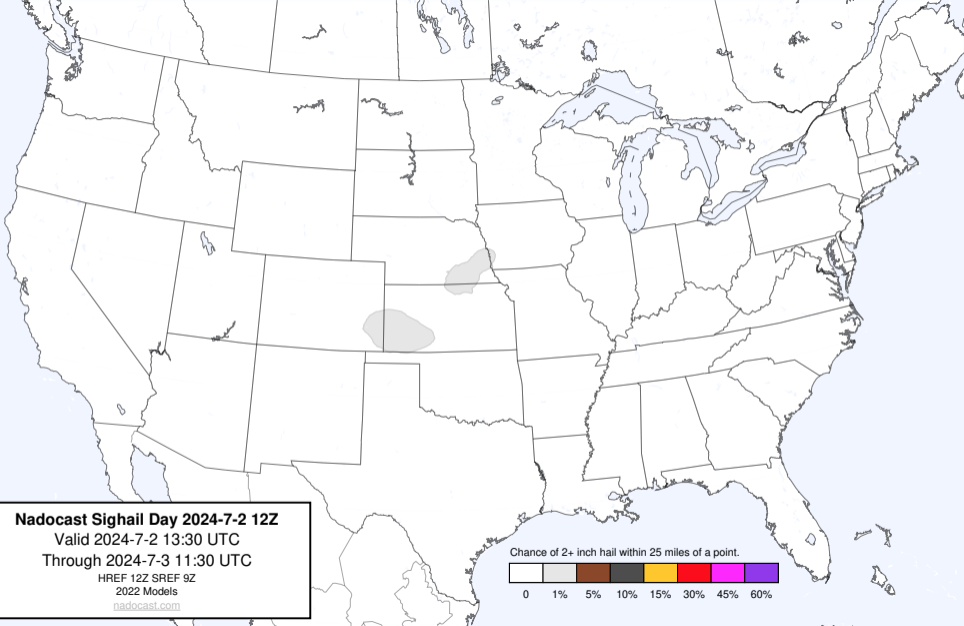 Nadocast Sighail Day 2024-7-2 12Z
Valid 2024-7-2 13:30 UTC
Through 2024-7-3 11:30 UTC
HREF 12Z SREF 9Z
2022 Models
nadocast.com
Chance of 2+ inch hail within 25 miles of a point.
0 1% 5% 10% 15% 30% 45% 60%